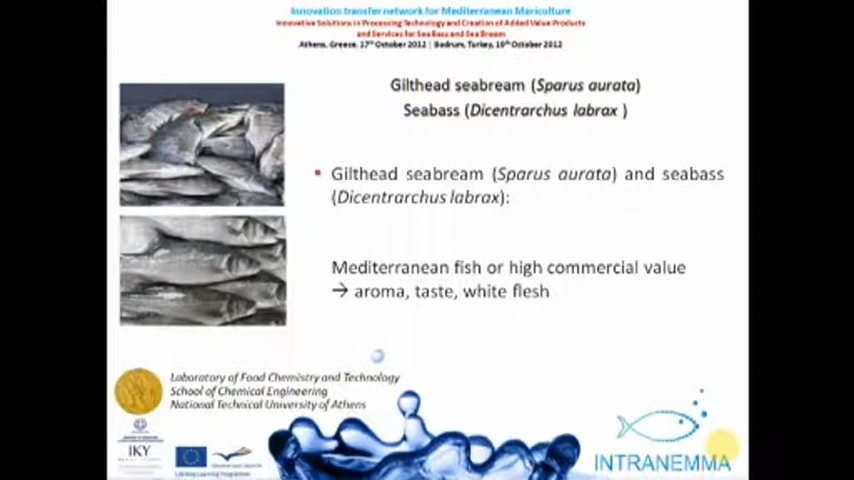 Innovation transfer network for Mediterranean Mariculture
Innovative Solutions in Processing Technology and Creation of Added Value Products
and Services for Sea Bass and Sea Bream
Athens, Greece, 17th October 2012 | Bodrum, Turkey, 19th October 2012
Gilthead seabream (Sparus aurata)
Seabass (Dicentrarchus labrax )
▪ Gilthead seabream (Sparus aurata) and seabass
(Dicentrarchus labrax):
Mediterranean fish or high commercial value
→ aroma, taste, white flesh
Laboratory of Food Chemistry and Technology
School of Chemical Engineering
National Technical University of Athens
IKY
Lifelong Learning Programme
INTRANEMMA